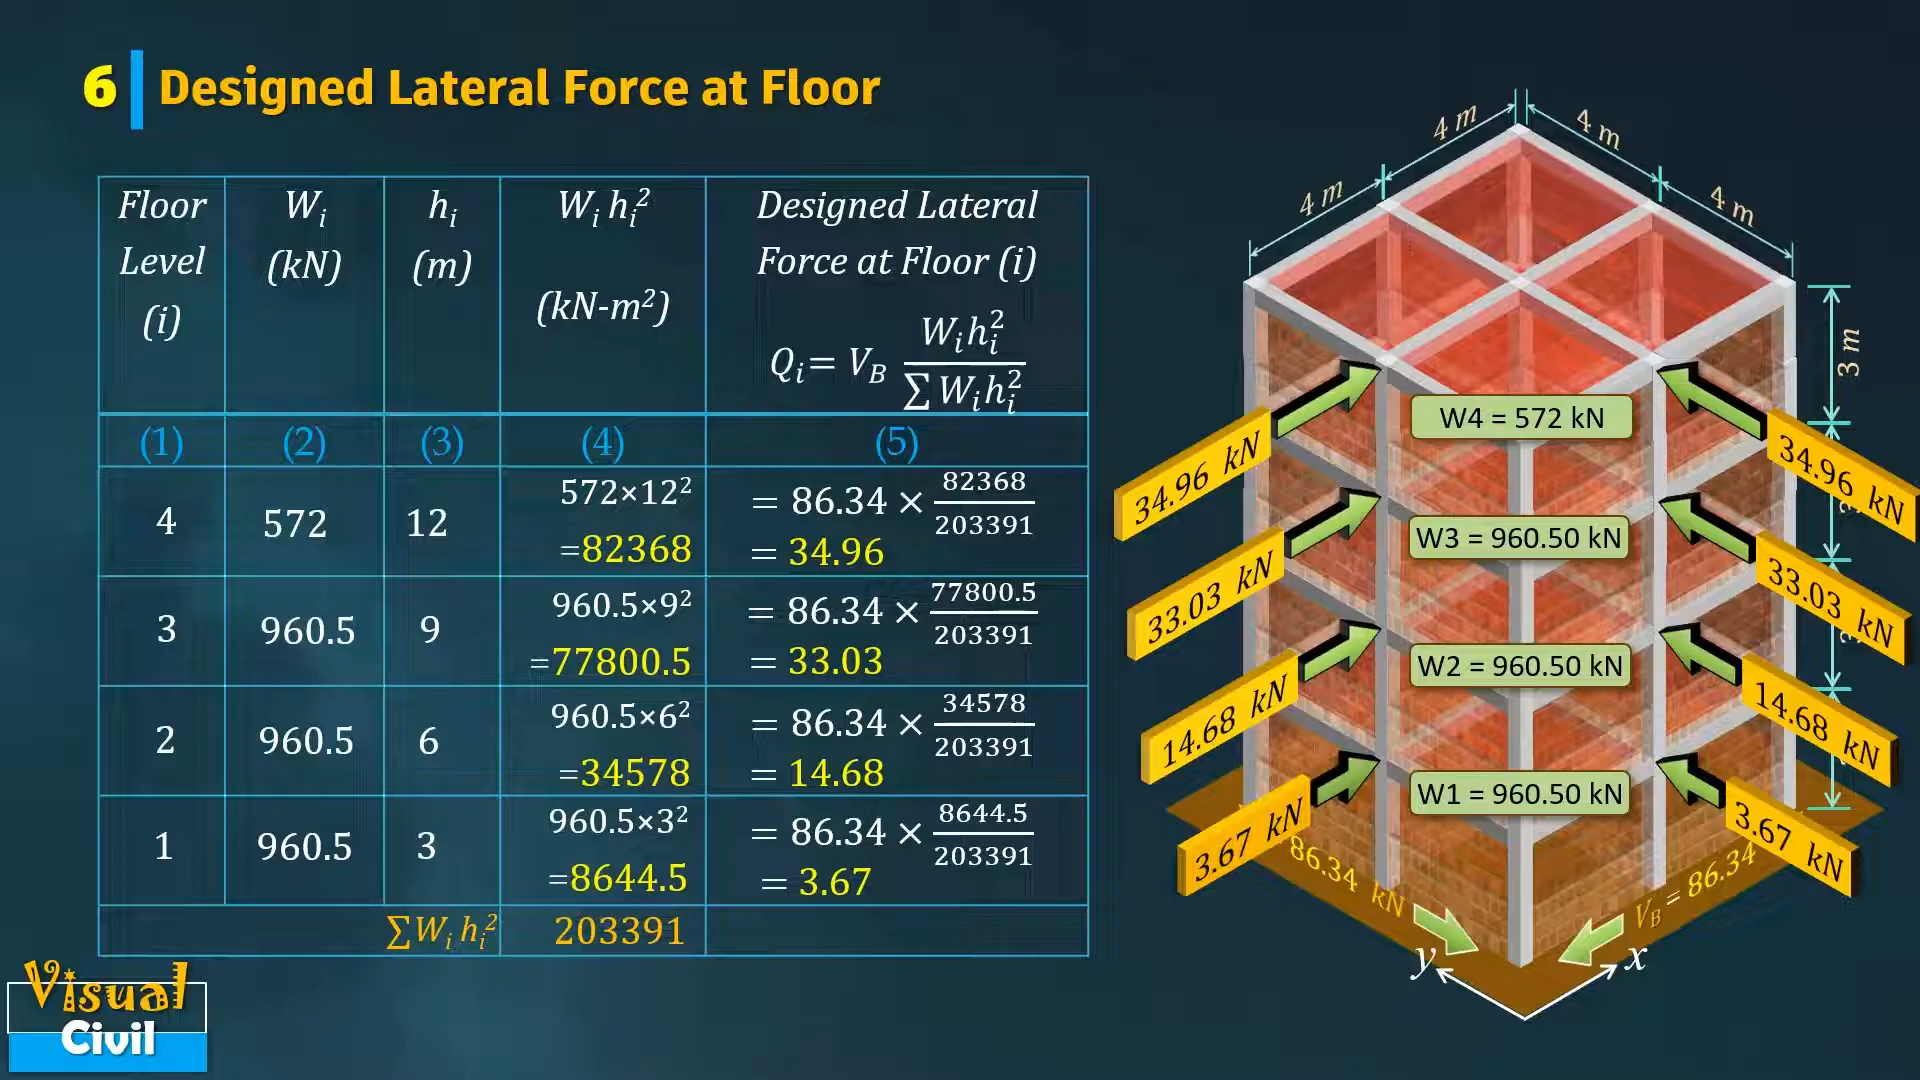 6 Designed Lateral Force at Floor
Floor Level (i)
Wᵢ (kN)
hᵢ (m)
Wᵢ hᵢ² (kN-m²)
Designed Lateral Force at Floor (i)
Qᵢ= V_B Wᵢhᵢ² / ∑ Wᵢhᵢ²
(1) (2) (3) (4) (5)
4 572 12 572×12² =82368 = 86.34 × 82368/203391 = 34.96
3 960.5 9 960.5×9² =77800.5 = 86.34 × 77800.5/203391 = 33.03
2 960.5 6 960.5×6² =34578 = 86.34 × 34578/203391 = 14.68
1 960.5 3 960.5×3² =8644.5 = 86.34 × 8644.5/203391 = 3.67
∑Wᵢ hᵢ² 203391
4 m
4 m
4 m
4 m
3 m
W4 = 572 kN
W3 = 960.50 kN
W2 = 960.50 kN
W1 = 960.50 kN
34.96 kN
33.03 kN
14.68 kN
3.67 kN
34.96 kN
33.03 kN
14.68 kN
3.67 kN
86.34 kN
V_B = 86.34
y
x
Visual
Civil